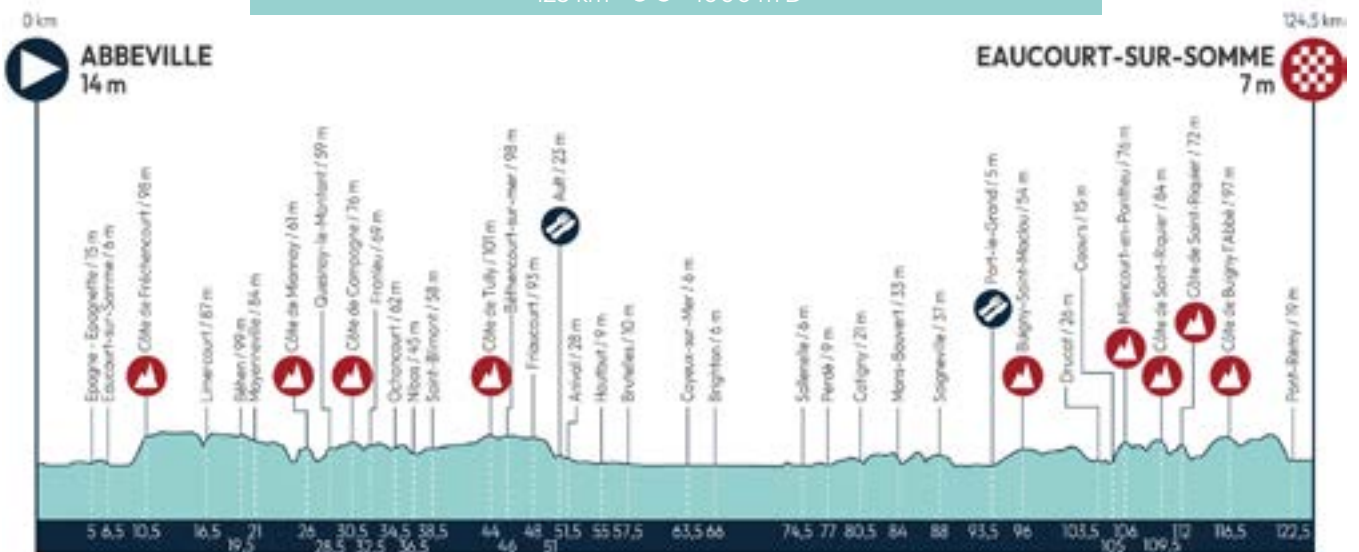 0 km
124,5 km
ABBEVILLE
14 m
EAUCOURT-SUR-SOMME
7 m
Epagne - Epagnette / 15 m
Eaucourt-sur-Somme / 6 m
Côte de Fréchencourt / 98 m
Limercourt / 87 m
Béhen / 99 m
Moyenneville / 84 m
Côte de Miannay / 61 m
Quesnoy-le-Montant / 59 m
Côte de Campagne / 76 m
Franleu / 69 m
Ochancourt / 62 m
Nibas / 45 m
Saint-Blimont / 58 m
Côte de Tully / 101 m
Béthencourt-sur-mer / 98 m
Friaucourt / 93 m
Ault / 23 m
Onival / 28 m
Hautbut / 9 m
Brutelles / 10 m
Cayeux-sur-Mer / 6 m
Brighton / 6 m
Sallenelle / 6 m
Pendé / 9 m
Catigny / 21 m
Mons-Boubert / 33 m
Saigneville / 37 m
Port-le-Grand / 5 m
Buigny-Saint-Maclou / 54 m
Drucat / 26 m
Caours / 15 m
Millencourt-en-Ponthieu / 76 m
Côte de Saint-Riquier / 84 m
Côte de Saint-Riquier / 72 m
Côte de Bugny l'Abbé / 97 m
Pont-Remy / 19 m
5 6,5 10,5 16,5 19,5 21 26 28,5 30,5 32,5 34,5 36,5 38,5 44 46 48 51 51,5 55 57,5 63,5 66 74,5 77 80,5 84 88 93,5 96 103,5 105 106 109,5 112 116,5 122,5